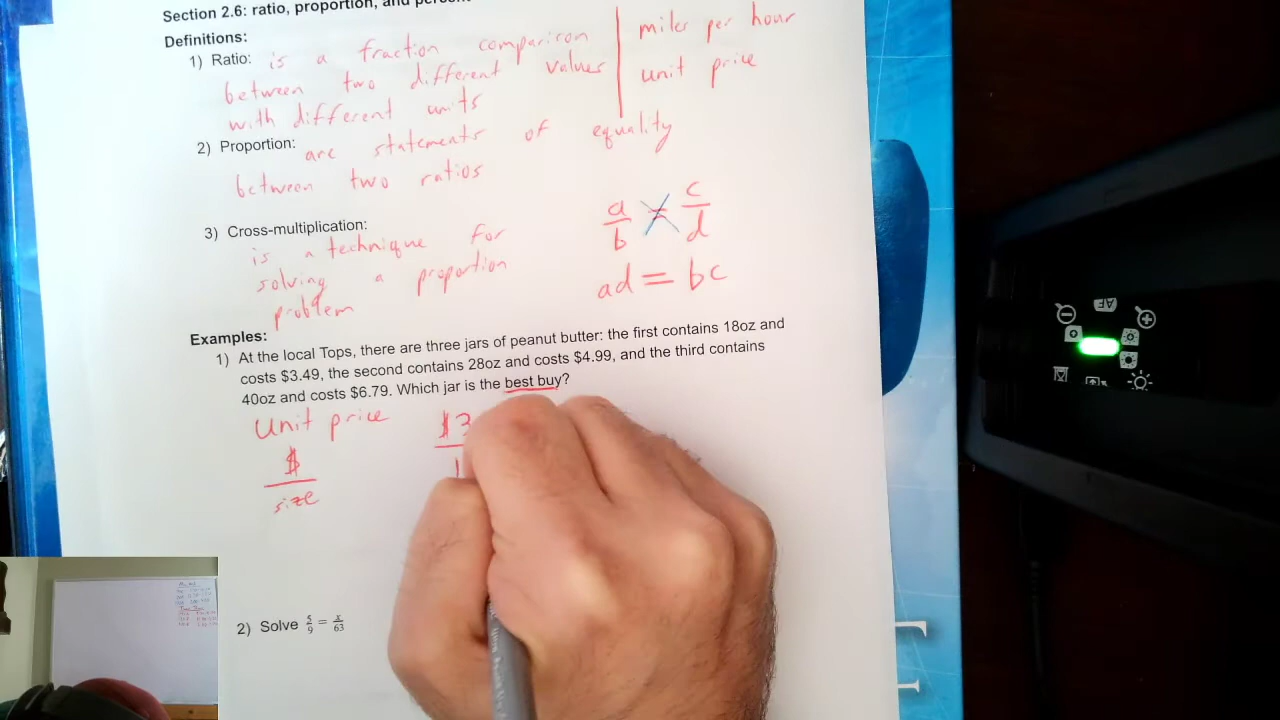 Section 2.6: ratio, proportion, and percent
Definitions:
1) Ratio: is a fraction comparison
between two different values
with different units
miles per hour
unit price
2) Proportion: are statements of equality
between two ratios
3) Cross-multiplication:
is a technique for
solving a proportion
problem
a/b = c/d
ad = bc
Examples:
1) At the local Tops, there are three jars of peanut butter: the first contains 18oz and
costs $3.49, the second contains 28oz and costs $4.99, and the third contains
40oz and costs $6.79. Which jar is the best buy?
Unit price
$
size
$3
1
2) Solve 5/9 = x/63
AF